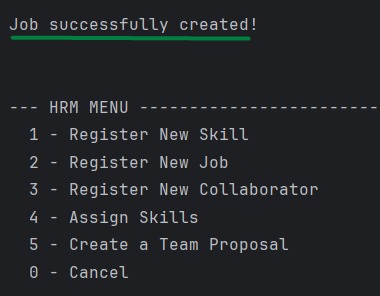 Job successfully created!
--- HRM MENU ------------------------
1 - Register New Skill
2 - Register New Job
3 - Register New Collaborator
4 - Assign Skills
5 - Create a Team Proposal
0 - Cancel